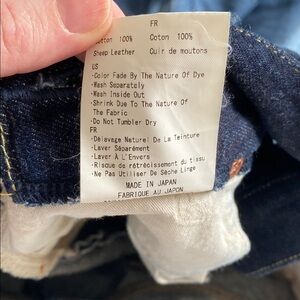 FR
Cotton 100% Coton 100%
Sheep Leather Cuir de moutons
US
·Color Fade By The Nature Of Dye
·Wash Separately
·Wash Inside Out
·Shrink Due To The Nature Of
The Fabric
·Do Not Tumbler Dry
FR
·Délavage Naturel De La Teinture
·Laver Séparément
·Laver À L'Envers
·Risque de rétrécissement du tissu
·Ne Pas Utiliser De Sèche Linge
MADE IN JAPAN
FABRIQUE AU JAPON